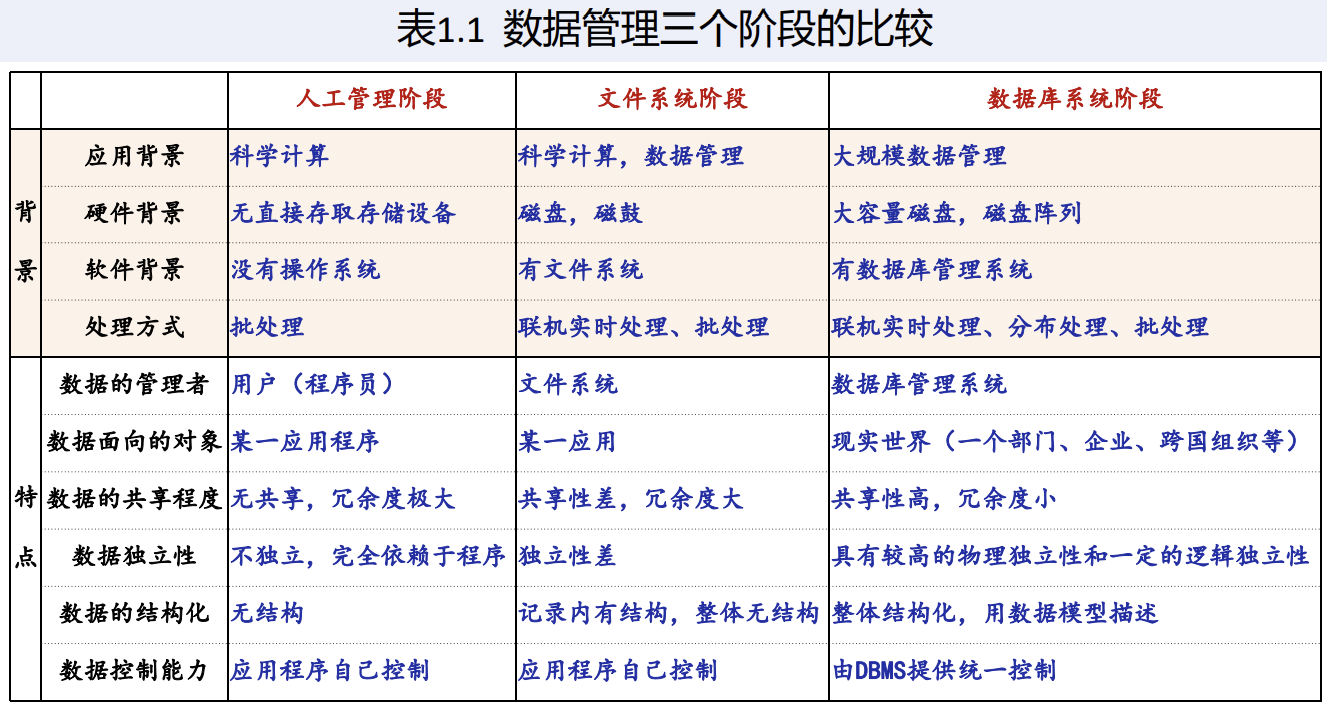 表1.1 数据管理三个阶段的比较
人工管理阶段 文件系统阶段 数据库系统阶段
背景
应用背景 科学计算 科学计算，数据管理 大规模数据管理
硬件背景 无直接存取存储设备 磁盘，磁鼓 大容量磁盘，磁盘阵列
软件背景 没有操作系统 有文件系统 有数据库管理系统
处理方式 批处理 联机实时处理、批处理 联机实时处理、分布处理、批处理
特点
数据的管理者 用户（程序员） 文件系统 数据库管理系统
数据面向的对象 某一应用程序 某一应用 现实世界（一个部门、企业、跨国组织等）
数据的共享程度 无共享，冗余度极大 共享性差，冗余度大 共享性高，冗余度小
数据独立性 不独立，完全依赖于程序 独立性差 具有较高的物理独立性和一定的逻辑独立性
数据的结构化 无结构 记录内有结构，整体无结构 整体结构化，用数据模型描述
数据控制能力 应用程序自己控制 应用程序自己控制 由DBMS提供统一控制